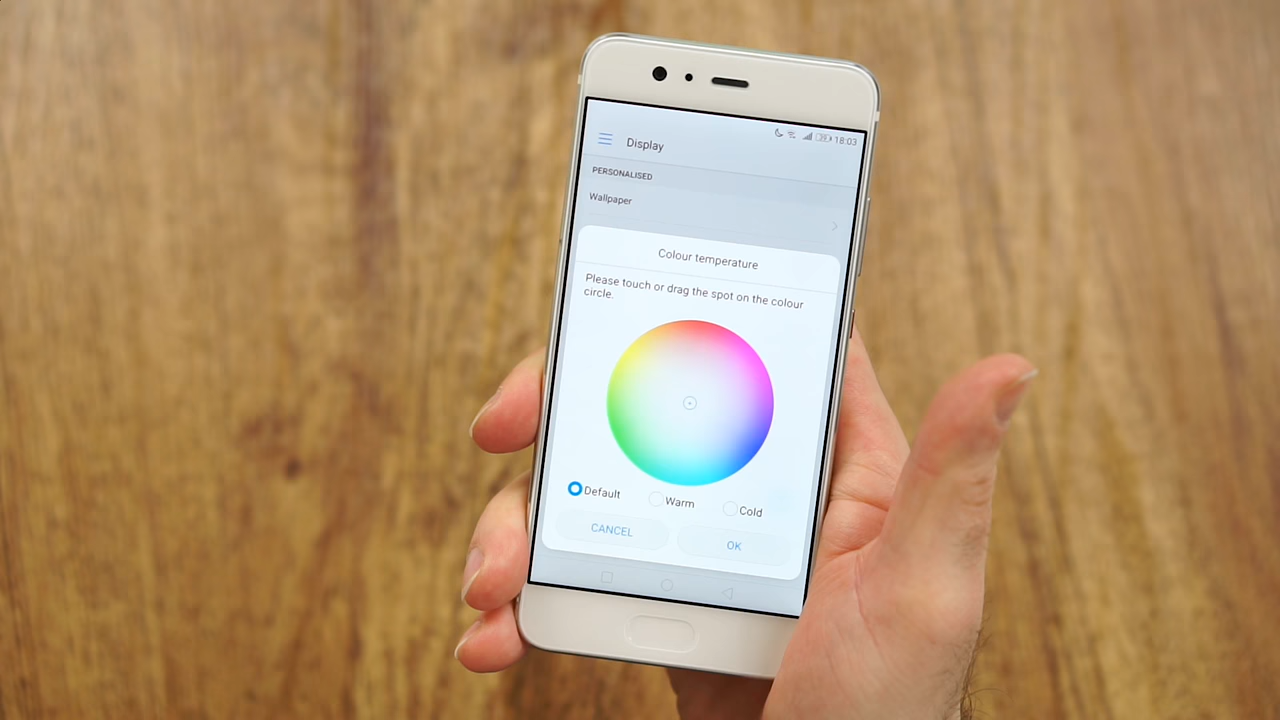 18:03
Display
PERSONALISED
Wallpaper
Colour temperature
Please touch or drag the spot on the colour
circle.
Default Warm Cold
CANCEL OK